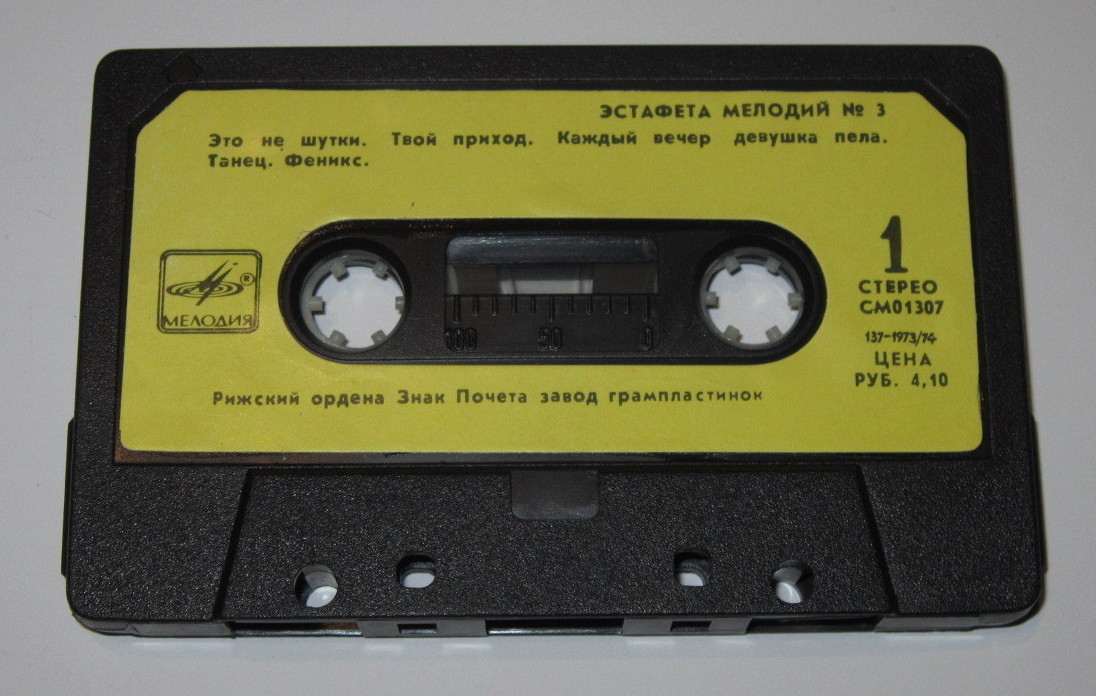 ЭСТАФЕТА МЕЛОДИЙ № 3
Это не шутки. Твой приход. Каждый вечер девушка пела.
Танец. Феникс.
1
СТЕРЕО
СМ01307
137-1973/74
ЦЕНА
РУБ. 4,10
®
МЕЛОДИЯ
100 50 0
Рижский ордена Знак Почета завод грампластинок